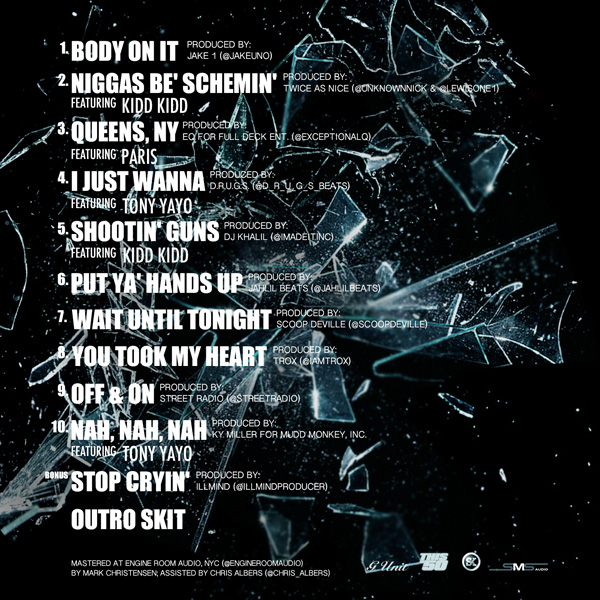 1. BODY ON IT PRODUCED BY:
JAKE 1 (@JAKEUNO)
2. NIGGAS BE' SCHEMIN' PRODUCED BY:
TWICE AS NICE (@UNKNOWNNICK & @LEWISONE1)
FEATURING KIDD KIDD
3. QUEENS, NY PRODUCED BY:
EQ FOR FULL DECK ENT. (@EXCEPTIONALQ)
FEATURING PARIS
4. I JUST WANNA PRODUCED BY:
D.R.U.G.S. (@D_R_U_G_S_BEATS)
FEATURING TONY YAYO
5. SHOOTIN' GUNS PRODUCED BY:
DJ KHALIL (@IMADEITINC)
FEATURING KIDD KIDD
6. PUT YA' HANDS UP PRODUCED BY:
JAHLIL BEATS (@JAHLILBEATS)
7. WAIT UNTIL TONIGHT PRODUCED BY:
SCOOP DEVILLE (@SCOOPDEVILLE)
8. YOU TOOK MY HEART PRODUCED BY:
TROX (@IAMTROX)
9. OFF & ON PRODUCED BY:
STREET RADIO (@STREETRADIO)
10. NAH, NAH, NAH PRODUCED BY:
KY MILLER FOR MUDD MONKEY, INC.
FEATURING TONY YAYO
BONUS STOP CRYIN' PRODUCED BY:
ILLMIND (@ILLMINDPRODUCER)
OUTRO SKIT
MASTERED AT ENGINE ROOM AUDIO, NYC (@ENGINEROOMAUDIO)
BY MARK CHRISTENSEN; ASSISTED BY CHRIS ALBERS (@CHRIS_ALBERS)
G Unit THIS 50 SK SMS AUDIO